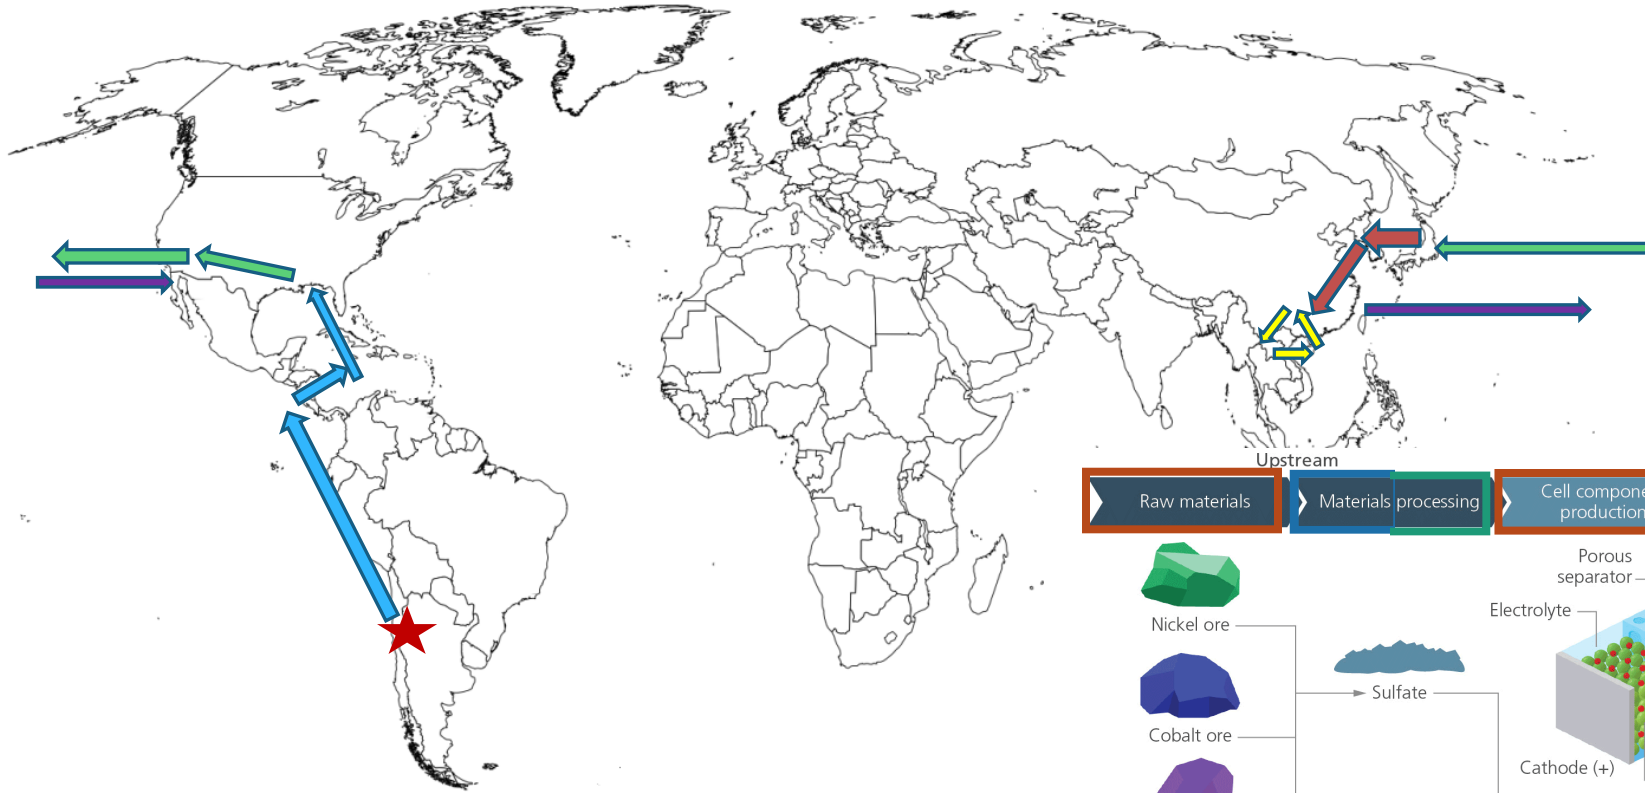 Upstream
Raw materials
Materials processing
Cell compone
production
Porous
separator
Electrolyte
Nickel ore
Sulfate
Cobalt ore
Cathode (+)